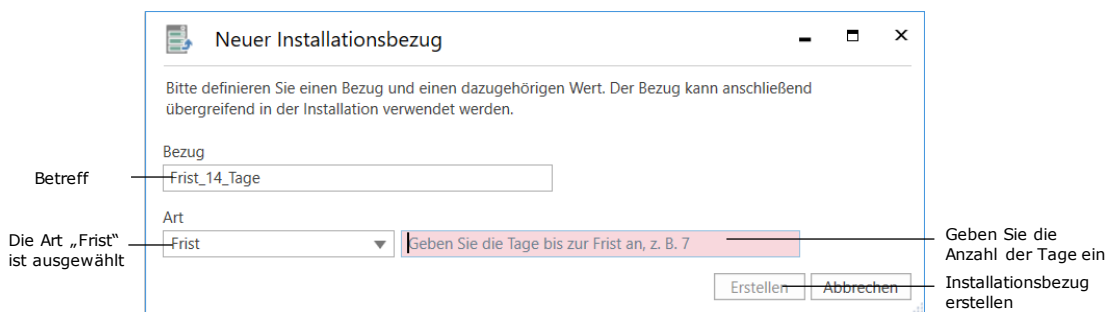 Neuer Installationsbezug
Bitte definieren Sie einen Bezug und einen dazugehörigen Wert. Der Bezug kann anschließend
übergreifend in der Installation verwendet werden.
Bezug
Betreff
Frist_14_Tage
Art
Die Art „Frist“
ist ausgewählt
Frist
Geben Sie die Tage bis zur Frist an, z. B. 7
Geben Sie die
Anzahl der Tage ein
Erstellen
Abbrechen
Installationsbezug
erstellen